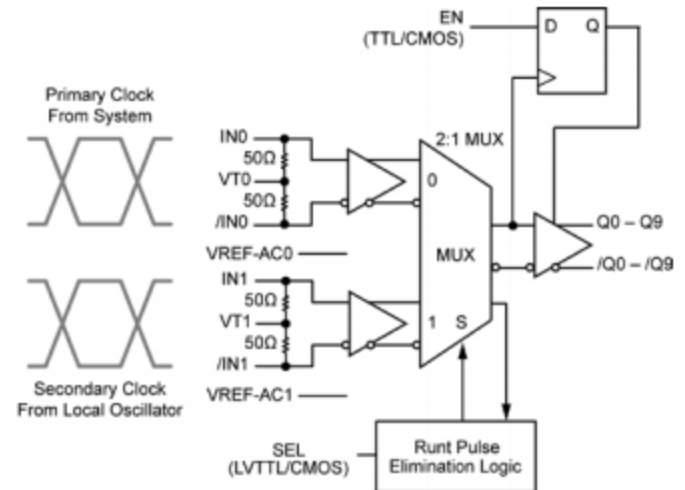 EN
(TTL/CMOS)
D Q
Primary Clock
From System
IN0
50Ω
VT0
50Ω
/IN0
2:1 MUX
0
VREF-AC0
MUX
Q0 – Q9
/Q0 – /Q9
IN1
50Ω
VT1
50Ω
/IN1
1 S
Secondary Clock
From Local Oscillator
VREF-AC1
SEL
(LVTTL/CMOS)
Runt Pulse
Elimination Logic